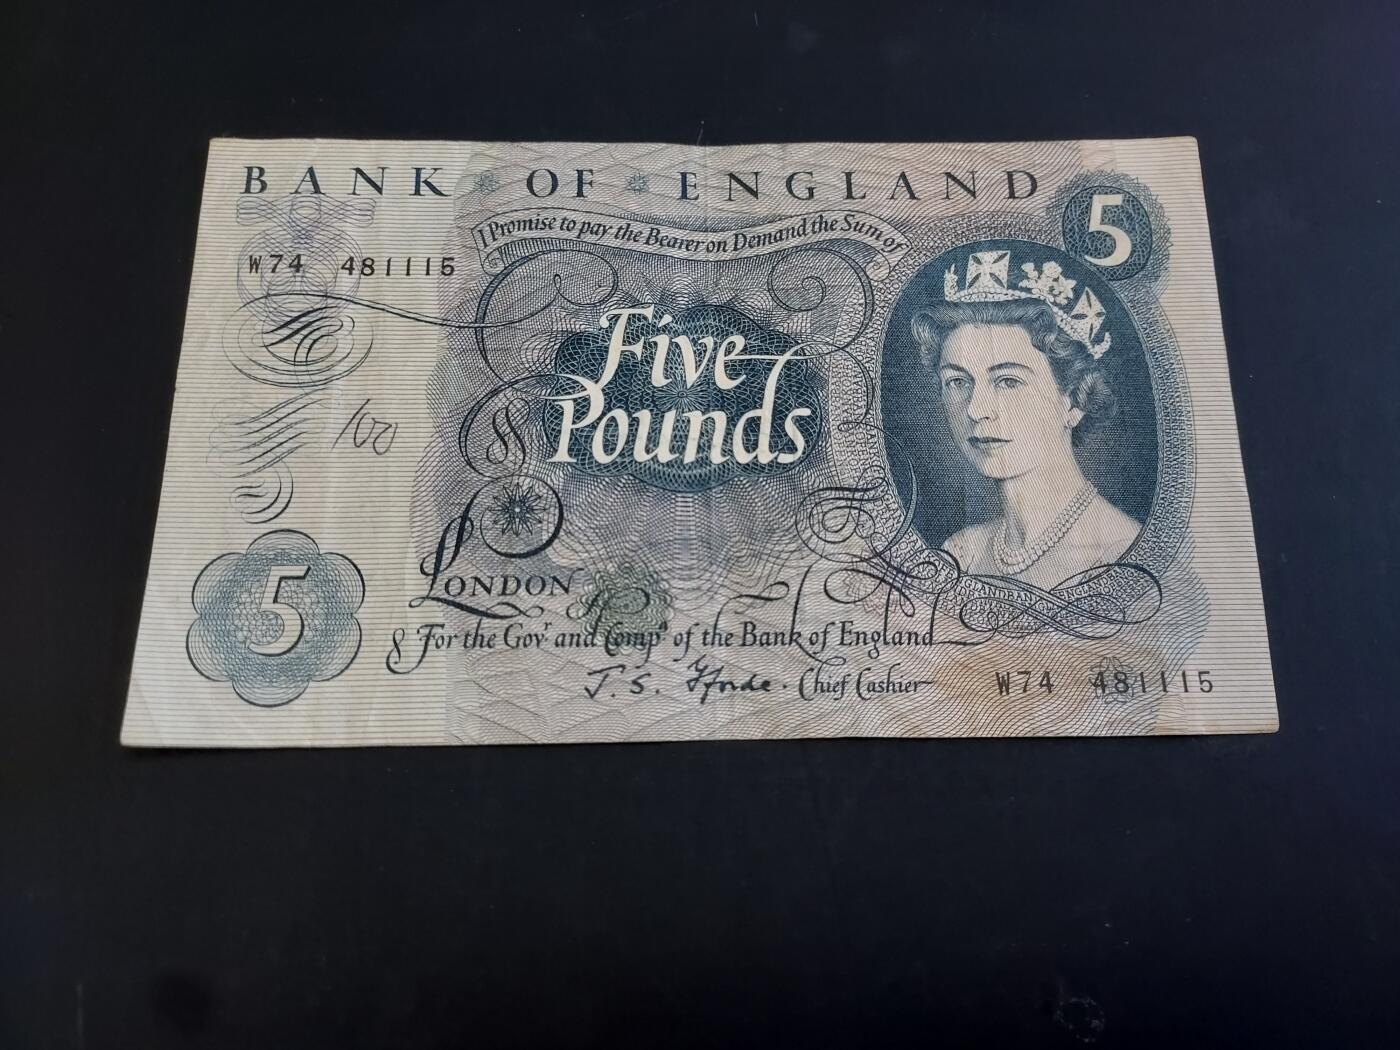 BANK OF ENGLAND
5
I Promise to pay the Bearer on Demand the Sum of
W74 481115
Five
Pounds
100
LONDON
5
For the Govr and Compa of the Bank of England
J. S. Fforde. Chief Cashier
W74 481115